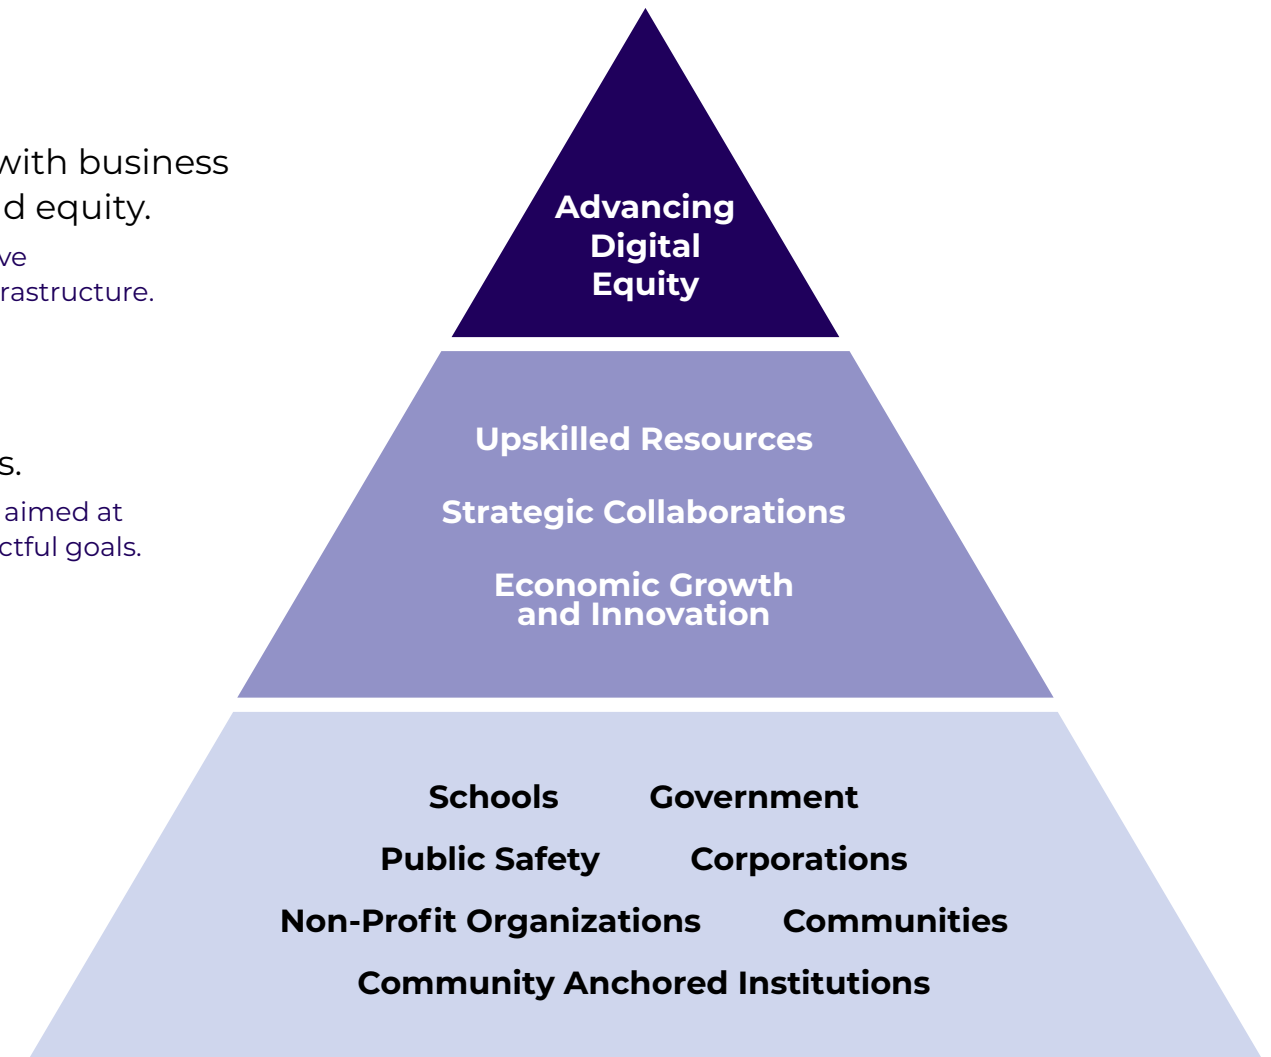 with business
d equity.
ve
rastructure.
s.
aimed at
ctful goals.
Advancing
Digital
Equity
Upskilled Resources
Strategic Collaborations
Economic Growth
and Innovation
Schools Government
Public Safety Corporations
Non-Profit Organizations Communities
Community Anchored Institutions